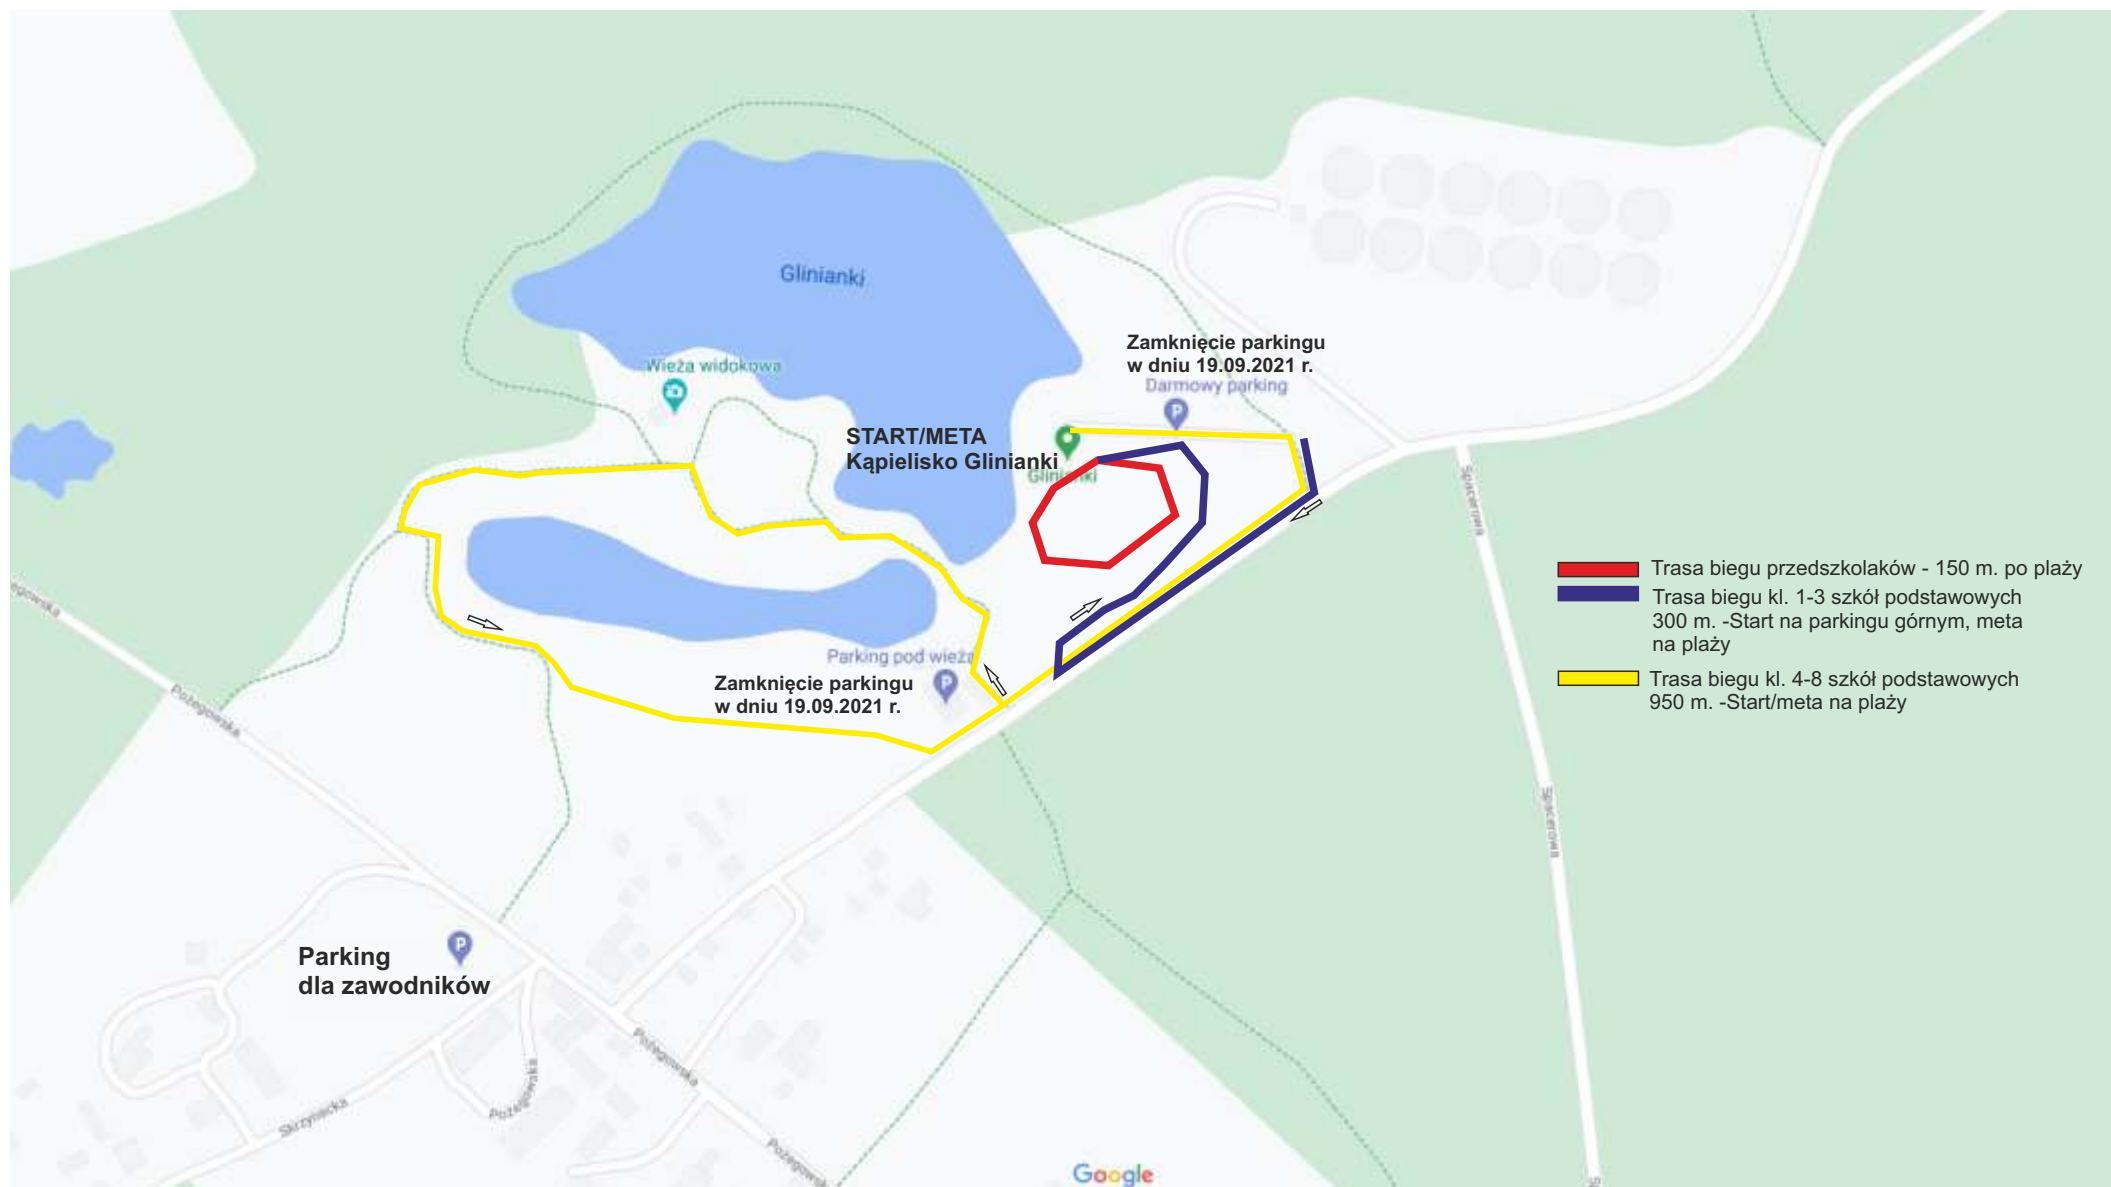 Glinianki
Wieża widokowa
Zamknięcie parkingu
w dniu 19.09.2021 r.
Darmowy parking
START/META
Kąpielisko Glinianki
Glinianki
Spacerowa
Trasa biegu przedszkolaków - 150 m. po plaży
Trasa biegu kl. 1-3 szkół podstawowych
300 m. -Start na parkingu górnym, meta
na plaży
Trasa biegu kl. 4-8 szkół podstawowych
950 m. -Start/meta na plaży
Parking pod wieżą
Zamknięcie parkingu
w dniu 19.09.2021 r.
Pożegowska
Spacerowa
Parking
dla zawodników
Pożegowska
Pożegowska
Skrzyniecka
Google